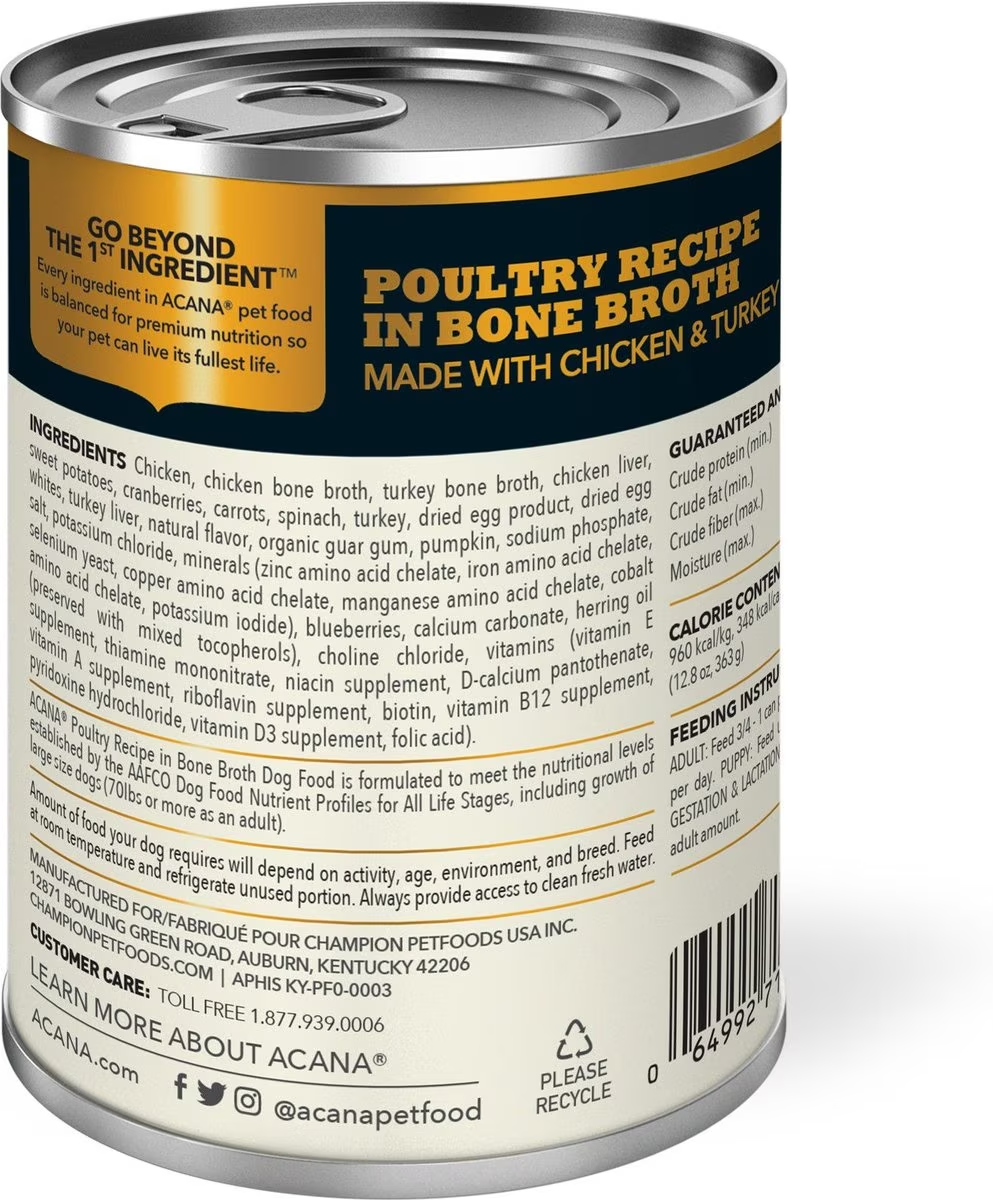 GO BEYOND
THE 1ST INGREDIENT™
Every ingredient in ACANA® pet food
is balanced for premium nutrition so
your pet can live its fullest life.
POULTRY RECIPE
IN BONE BROTH
MADE WITH CHICKEN & TURKEY
INGREDIENTS Chicken, chicken bone broth, turkey bone broth, chicken liver,
sweet potatoes, cranberries, carrots, spinach, turkey, dried egg product, dried egg
whites, turkey liver, natural flavor, organic guar gum, pumpkin, sodium phosphate,
salt, potassium chloride, minerals (zinc amino acid chelate, iron amino acid chelate,
selenium yeast, copper amino acid chelate, manganese amino acid chelate, cobalt
amino acid chelate, potassium iodide), blueberries, calcium carbonate, herring oil
(preserved with mixed tocopherols), choline chloride, vitamins (vitamin E
supplement, thiamine mononitrate, niacin supplement, D-calcium pantothenate,
vitamin A supplement, riboflavin supplement, biotin, vitamin B12 supplement,
pyridoxine hydrochloride, vitamin D3 supplement, folic acid).
ACANA® Poultry Recipe in Bone Broth Dog Food is formulated to meet the nutritional levels
established by the AAFCO Dog Food Nutrient Profiles for All Life Stages, including growth of
large size dogs (70lbs or more as an adult).
Amount of food your dog requires will depend on activity, age, environment, and breed. Feed
at room temperature and refrigerate unused portion. Always provide access to clean fresh water.
MANUFACTURED FOR/FABRIQUÉ POUR CHAMPION PETFOODS USA INC.
12871 BOWLING GREEN ROAD, AUBURN, KENTUCKY 42206
CHAMPIONPETFOODS.COM | APHIS KY-PF0-0003
CUSTOMER CARE: TOLL FREE 1.877.939.0006
LEARN MORE ABOUT ACANA®
ACANA.com
@acanapetfood
PLEASE
RECYCLE
GUARANTEED AN
Crude protein (min.)
Crude fat (min.)
Crude fiber (max.)
Moisture (max.)
CALORIE CONTEN
960 kcal/kg, 348 kcal/ca
(12.8 oz, 363 g)
FEEDING INSTRU
ADULT: Feed 3/4 - 1 can
per day. PUPPY: Feed
GESTATION & LACTATION
adult amount.
0 64992 71